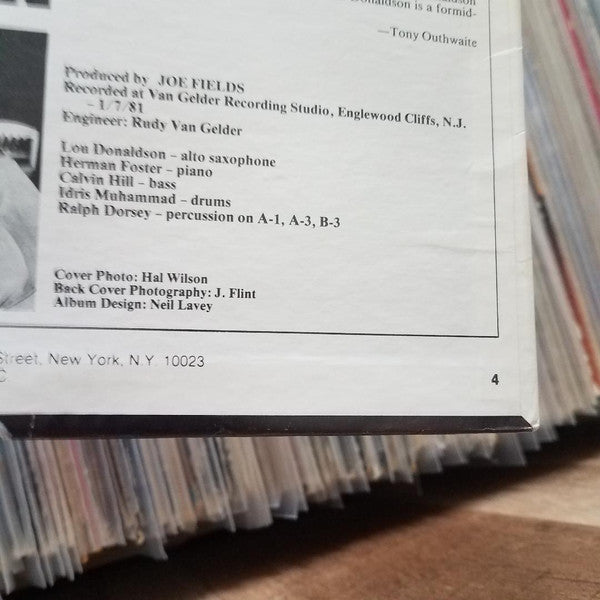 Donaldson is a formid-
—Tony Outhwaite
Produced by JOE FIELDS
Recorded at Van Gelder Recording Studio, Englewood Cliffs, N.J.
– 1/7/81
Engineer: Rudy Van Gelder
Lou Donaldson – alto saxophone
Herman Foster – piano
Calvin Hill – bass
Idris Muhammad – drums
Ralph Dorsey – percussion on A-1, A-3, B-3
Cover Photo: Hal Wilson
Back Cover Photography: J. Flint
Album Design: Neil Lavey
Street, New York, N.Y. 10023
4